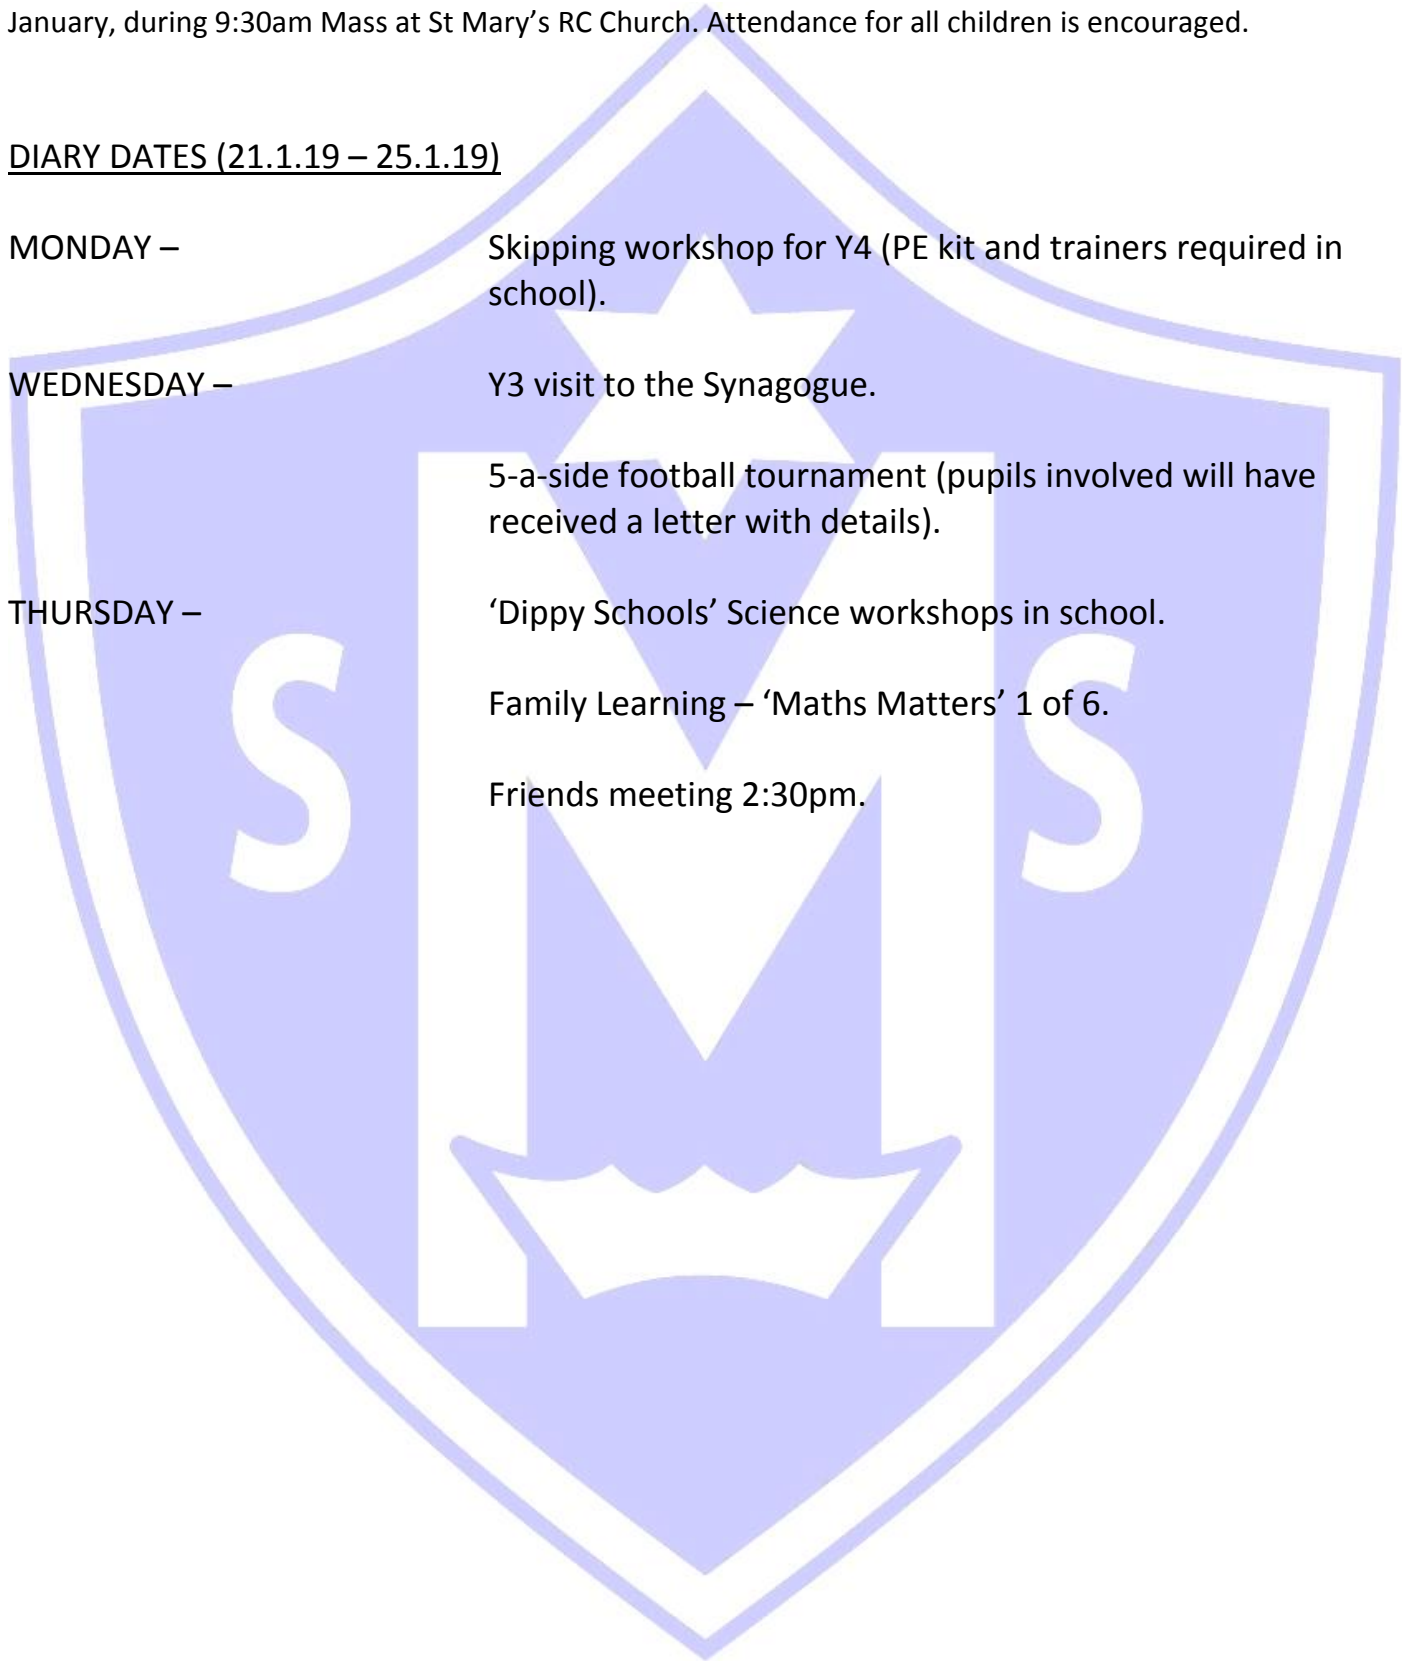 January, during 9:30am Mass at St Mary’s RC Church. Attendance for all children is encouraged.
DIARY DATES (21.1.19 – 25.1.19)
MONDAY – Skipping workshop for Y4 (PE kit and trainers required in
school).
WEDNESDAY – Y3 visit to the Synagogue.
5-a-side football tournament (pupils involved will have
received a letter with details).
THURSDAY – ‘Dippy Schools’ Science workshops in school.
Family Learning – ‘Maths Matters’ 1 of 6.
Friends meeting 2:30pm.
S M S